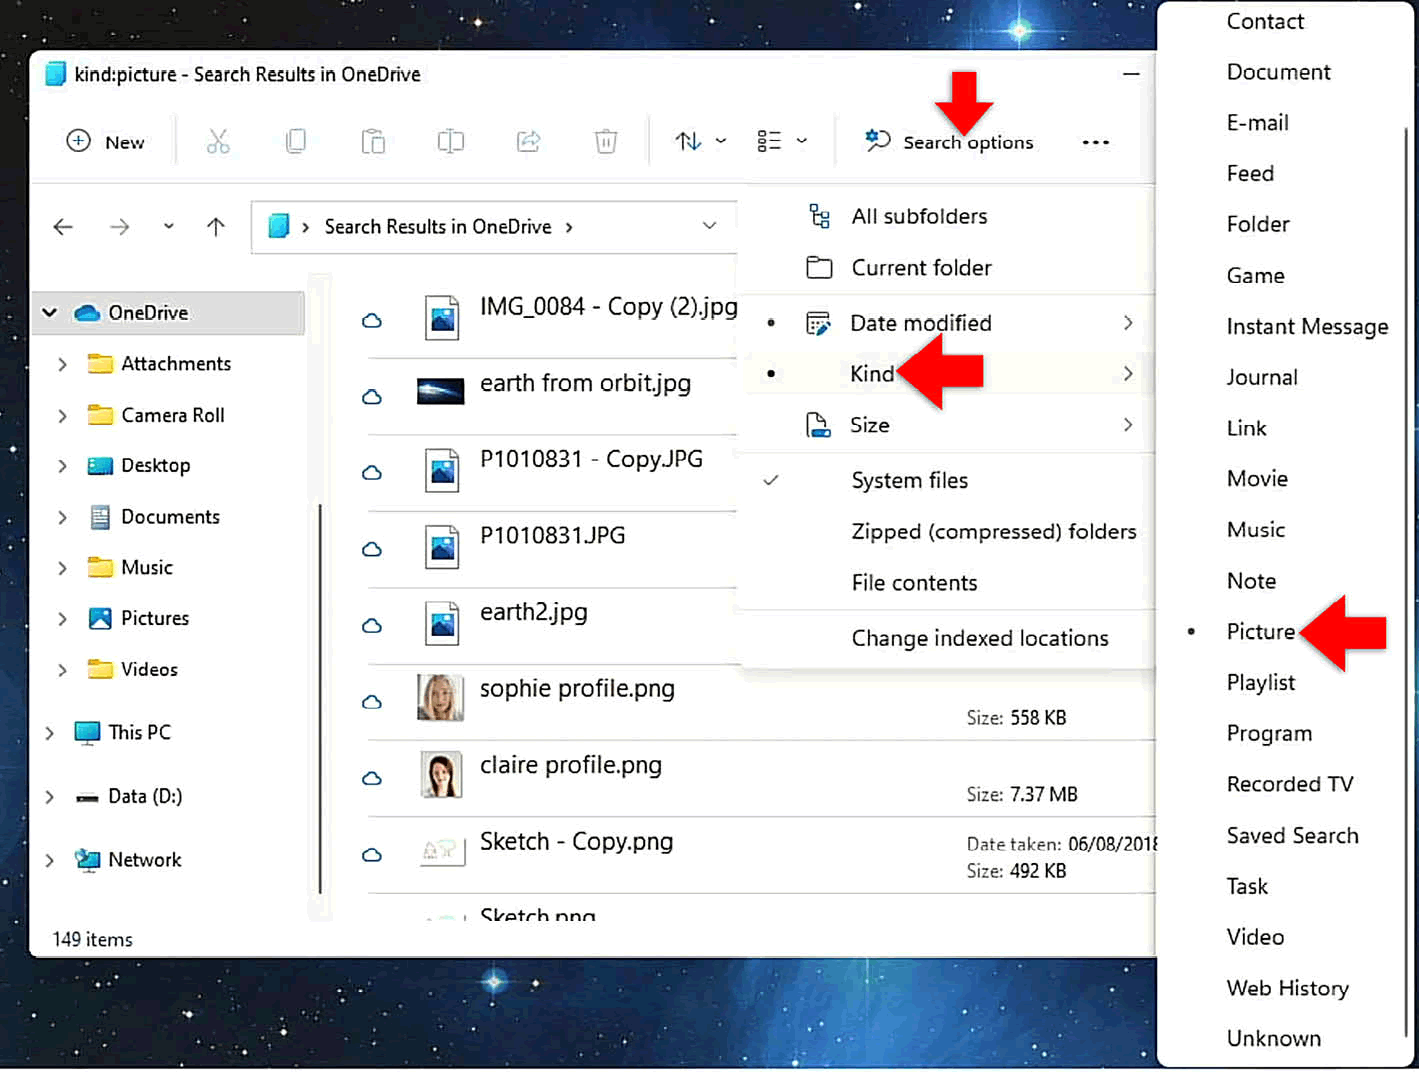 kind:picture - Search Results in OneDrive
New
Search options
Search Results in OneDrive
OneDrive
Attachments
Camera Roll
Desktop
Documents
Music
Pictures
Videos
This PC
Data (D:)
Network
149 items
IMG_0084 - Copy (2).jpg
earth from orbit.jpg
P1010831 - Copy.JPG
P1010831.JPG
earth2.jpg
sophie profile.png
Size: 558 KB
claire profile.png
Size: 7.37 MB
Sketch - Copy.png
Date taken: 06/08/2018
Size: 492 KB
Sketch.png
All subfolders
Current folder
Date modified
Kind
Size
System files
Zipped (compressed) folders
File contents
Change indexed locations
Contact
Document
E-mail
Feed
Folder
Game
Instant Message
Journal
Link
Movie
Music
Note
Picture
Playlist
Program
Recorded TV
Saved Search
Task
Video
Web History
Unknown